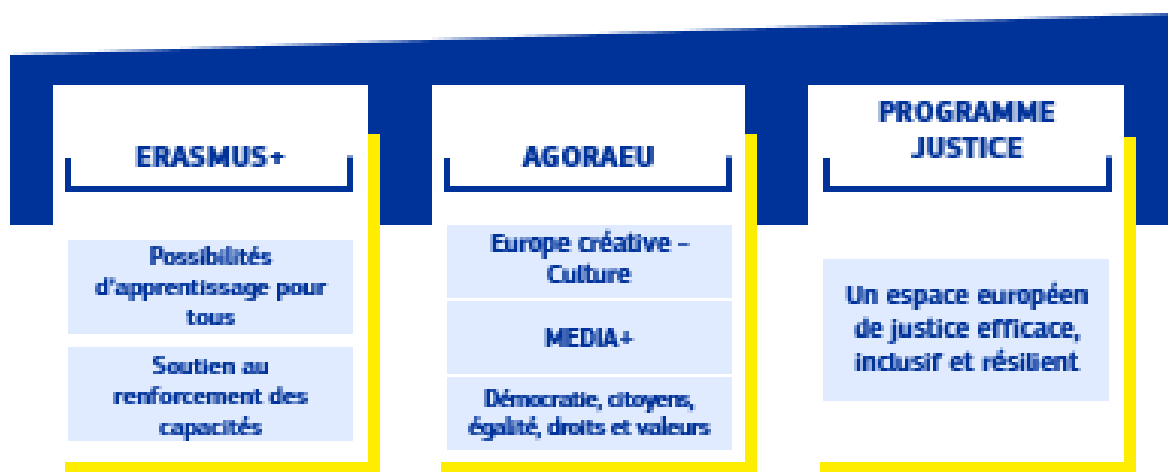 ERASMUS+
Possibilités
d'apprentissage pour
tous
Soutien au
renforcement des
capacités
AGORAEU
Europe créative –
Culture
MEDIA+
Démocratie, citoyens,
égalité, droits et valeurs
PROGRAMME
JUSTICE
Un espace européen
de justice efficace,
inclusif et résilient